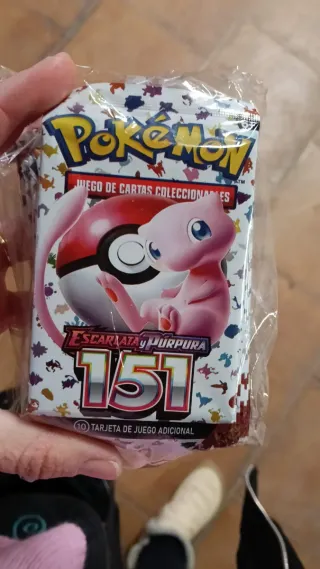 POKéMON
JUEGO DE CARTAS COLECCIONABLES
ESCARLATA Y PÚRPURA
151
10 TARJETA DE JUEGO ADICIONAL